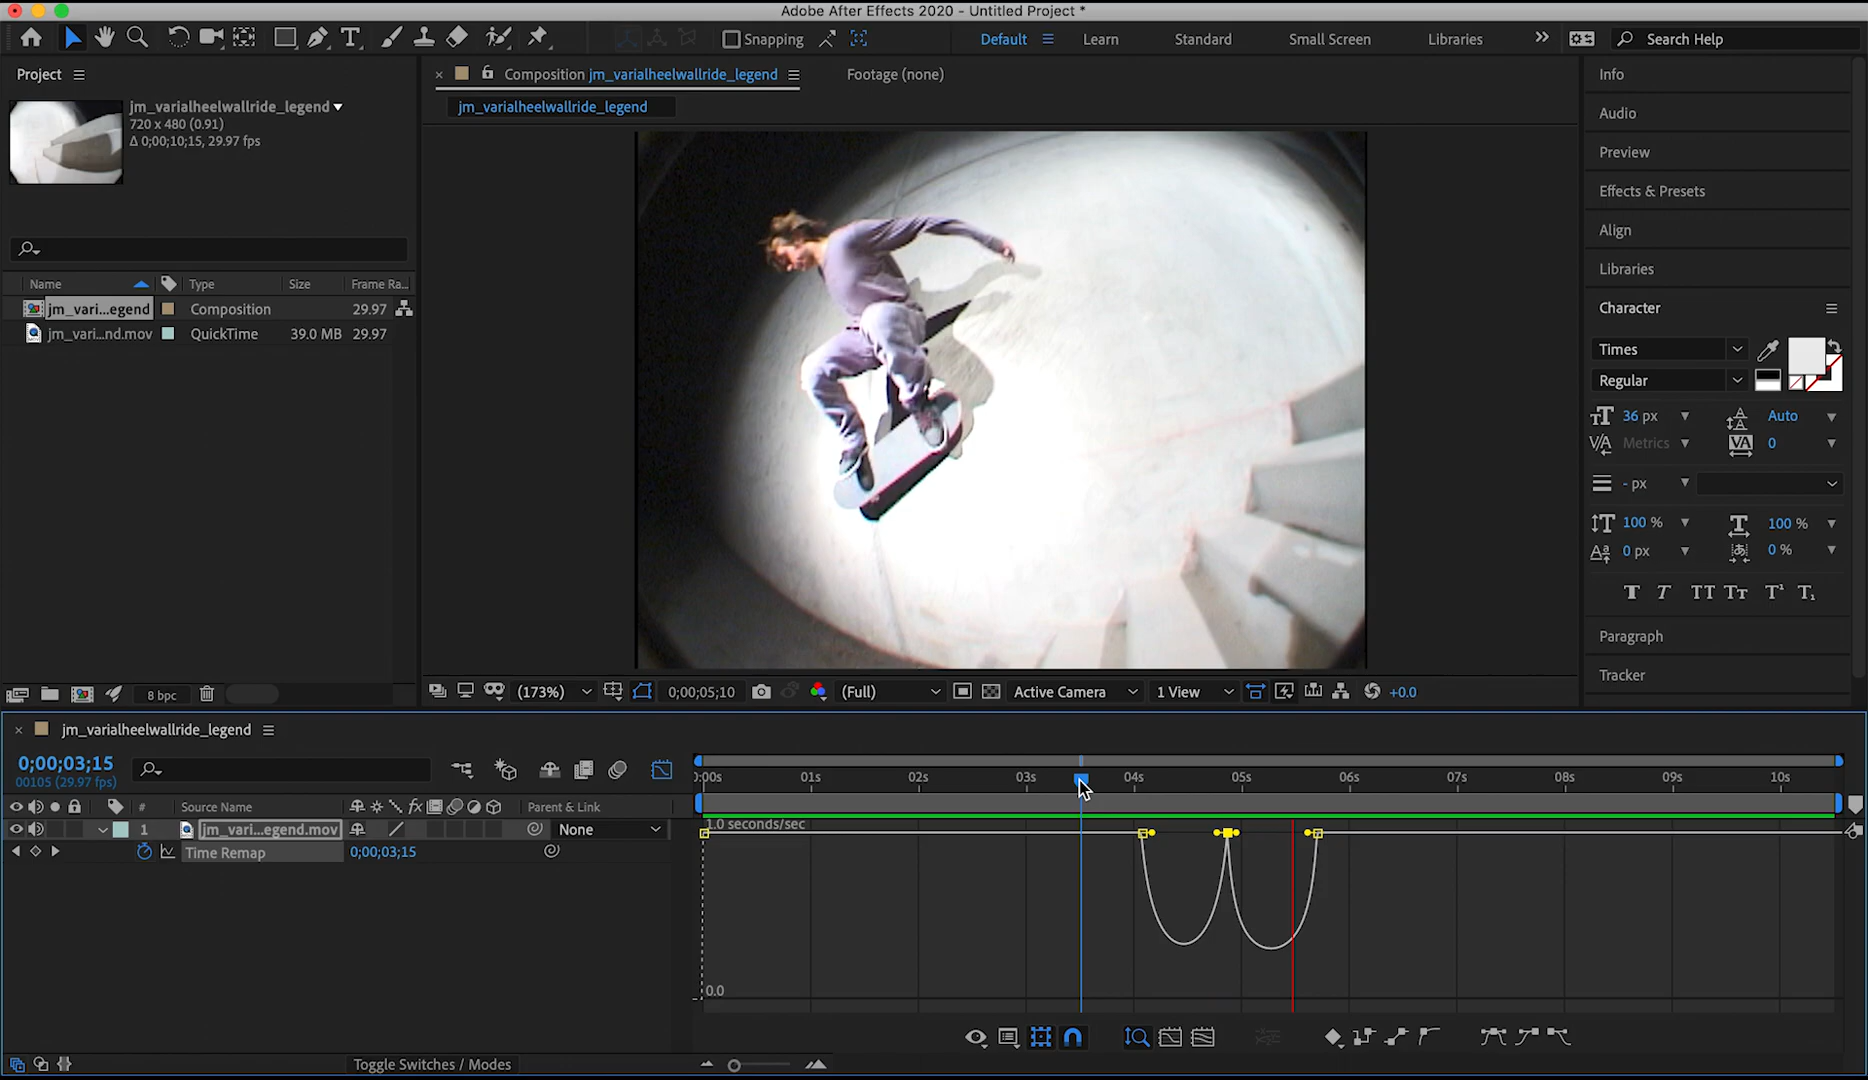 Adobe After Effects 2020 - Untitled Project *
Snapping
Default
Learn
Standard
Small Screen
Libraries
Search Help
Project
jm_varialheelwallride_legend
720 x 480 (0.91)
Δ 0;00;10;15, 29.97 fps
Name
Type
Size
Frame Ra...
jm_vari...egend
Composition
29.97
jm_vari...nd.mov
QuickTime
39.0 MB
29.97
8 bpc
Composition jm_varialheelwallride_legend
Footage (none)
jm_varialheelwallride_legend
(173%)
0;00;05;10
(Full)
Active Camera
1 View
+0.0
Info
Audio
Preview
Effects & Presets
Align
Libraries
Character
Times
Regular
36 px
Auto
Metrics
0
- px
100 %
100 %
0 px
0 %
T T TT Tт T¹ T₁
Paragraph
Tracker
jm_varialheelwallride_legend
0;00;03;15
00105 (29.97 fps)
# Source Name
fx
Parent & Link
1
jm_vari...egend.mov
None
Time Remap
0;00;03;15
):00s 01s 02s 03s 04s 05s 06s 07s 08s 09s 10s
1.0 seconds/sec
0.0
Toggle Switches / Modes